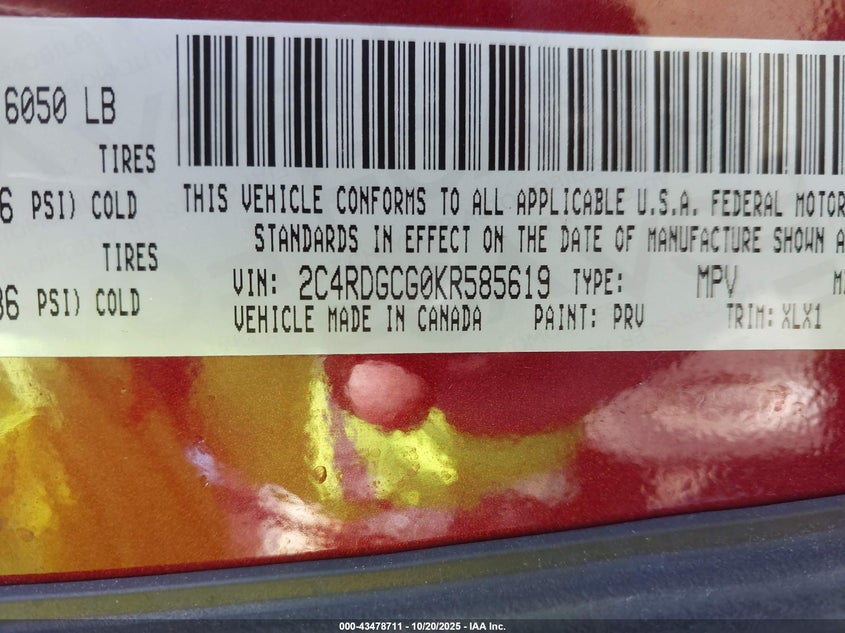 6050 LB
TIRES
6 PSI) COLD
TIRES
36 PSI) COLD
THIS VEHICLE CONFORMS TO ALL APPLICABLE U.S.A. FEDERAL MOTOR
STANDARDS IN EFFECT ON THE DATE OF MANUFACTURE SHOWN A
VIN: 2C4RDGCG0KR585619 TYPE: MPV
VEHICLE MADE IN CANADA PAINT: PRV TRIM: XLX1
000-43478711 - 10/20/2025 - IAA Inc.